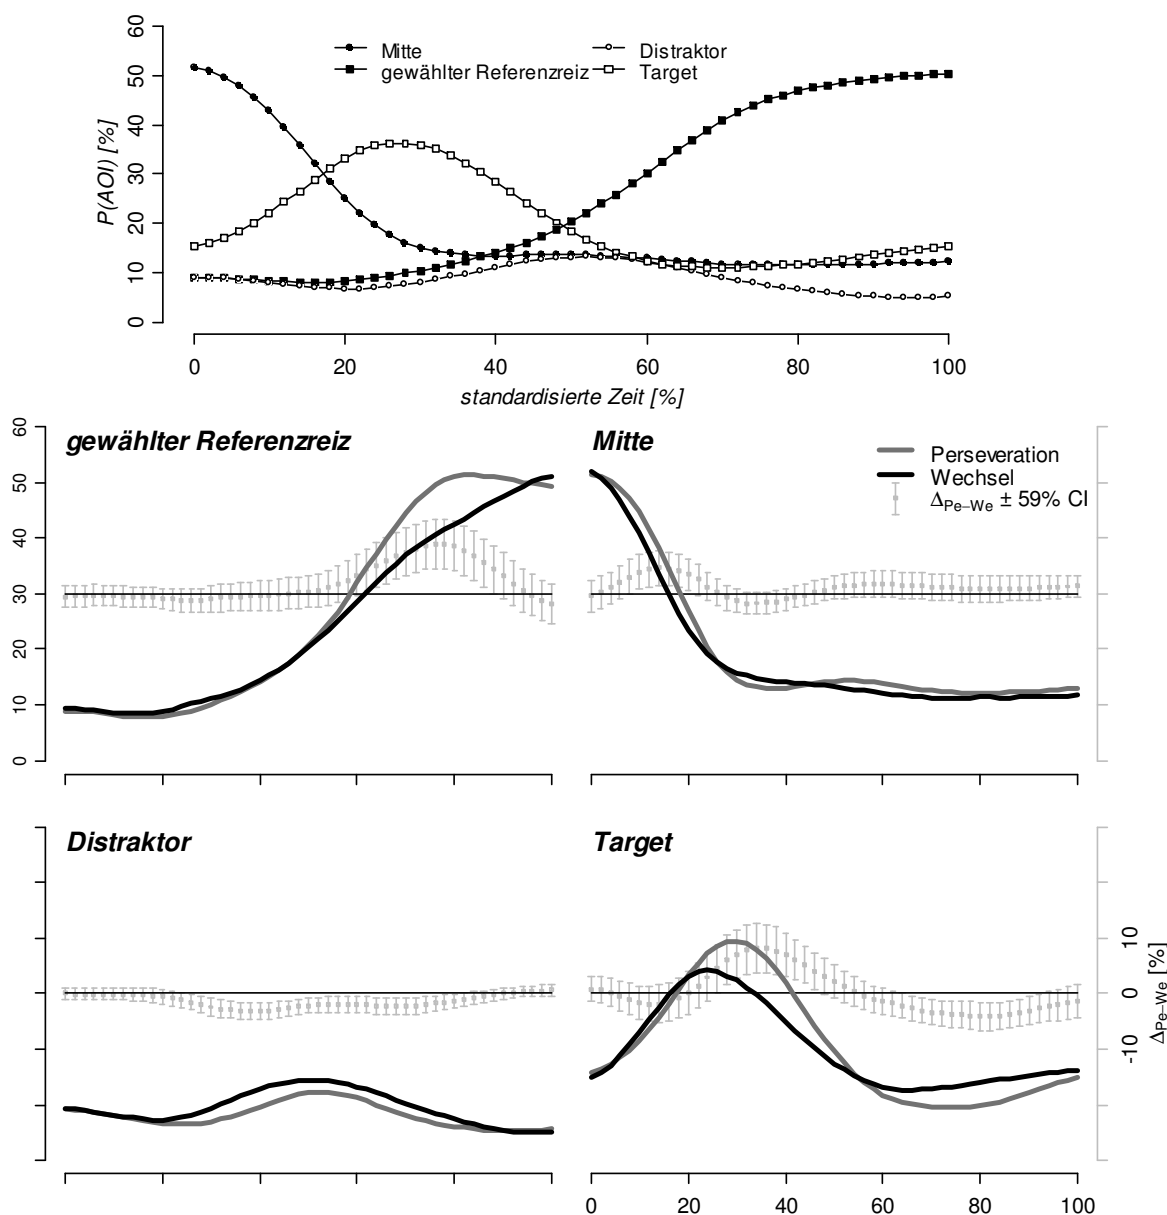 60
50
40
30
20
10
0
P(AOI) [%]
Mitte
gewählter Referenzreiz
Distraktor
Target
0 20 40 60 80 100
standardisierte Zeit [%]
60
50
40
30
20
10
0
gewählter Referenzreiz
Mitte
Perseveration
Wechsel
ΔPe−We ± 59% CI
Distraktor
Target
10
0
-10
ΔPe−We [%]
0 20 40 60 80 100